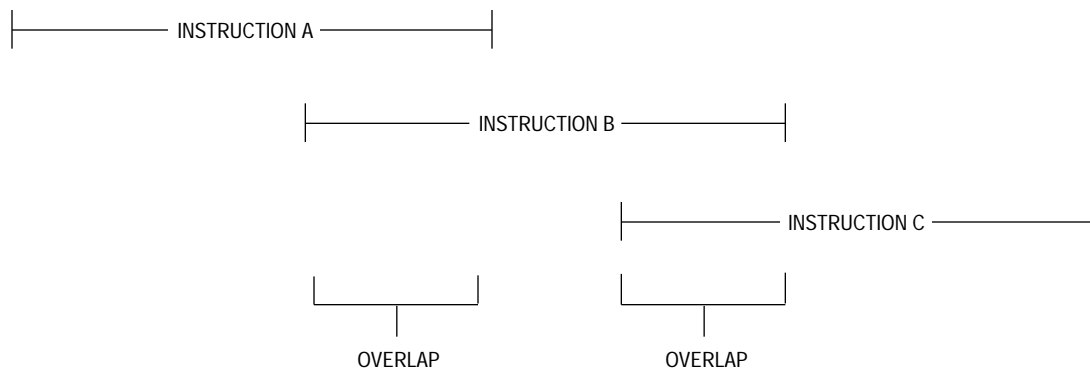 INSTRUCTION A
INSTRUCTION B
INSTRUCTION C
OVERLAP OVERLAP